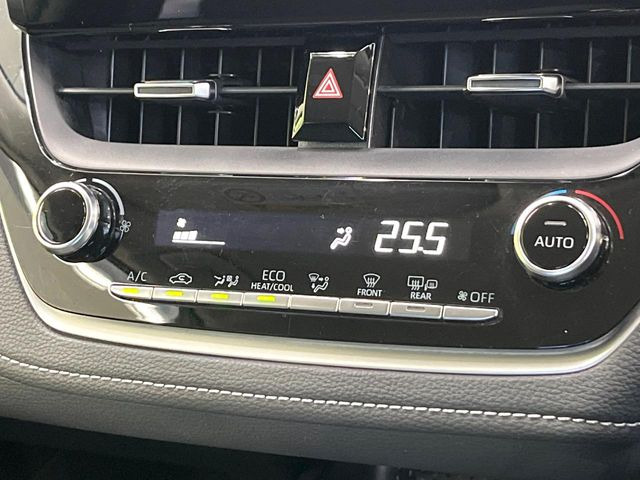 25.5
AUTO
A/C
ECO
HEAT/COOL
FRONT
REAR
OFF